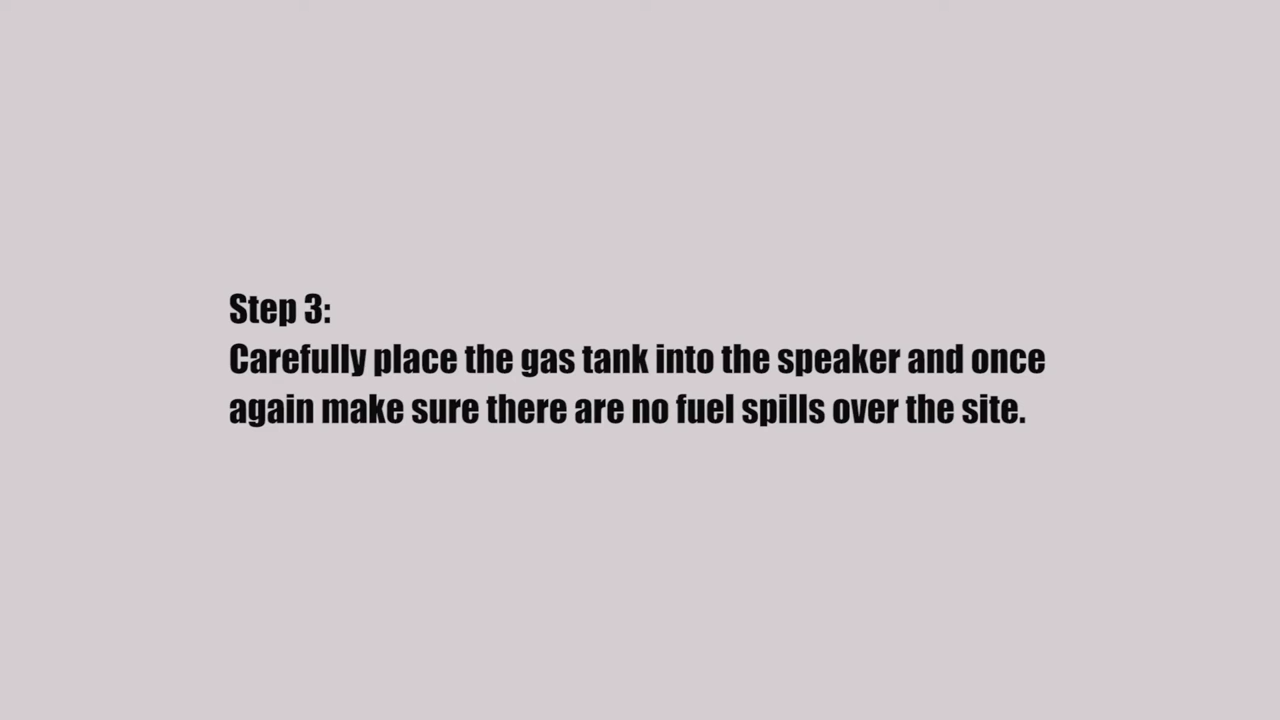 Step 3:
Carefully place the gas tank into the speaker and once
again make sure there are no fuel spills over the site.